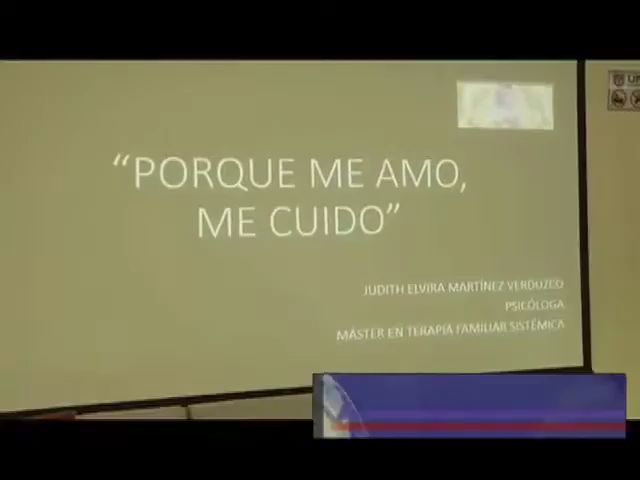 “PORQUE ME AMO,
ME CUIDO”
JUDITH ELVIRA MARTÍNEZ VERDUZCO
PSICÓLOGA
MÁSTER EN TERAPIA FAMILIAR SISTÉMICA